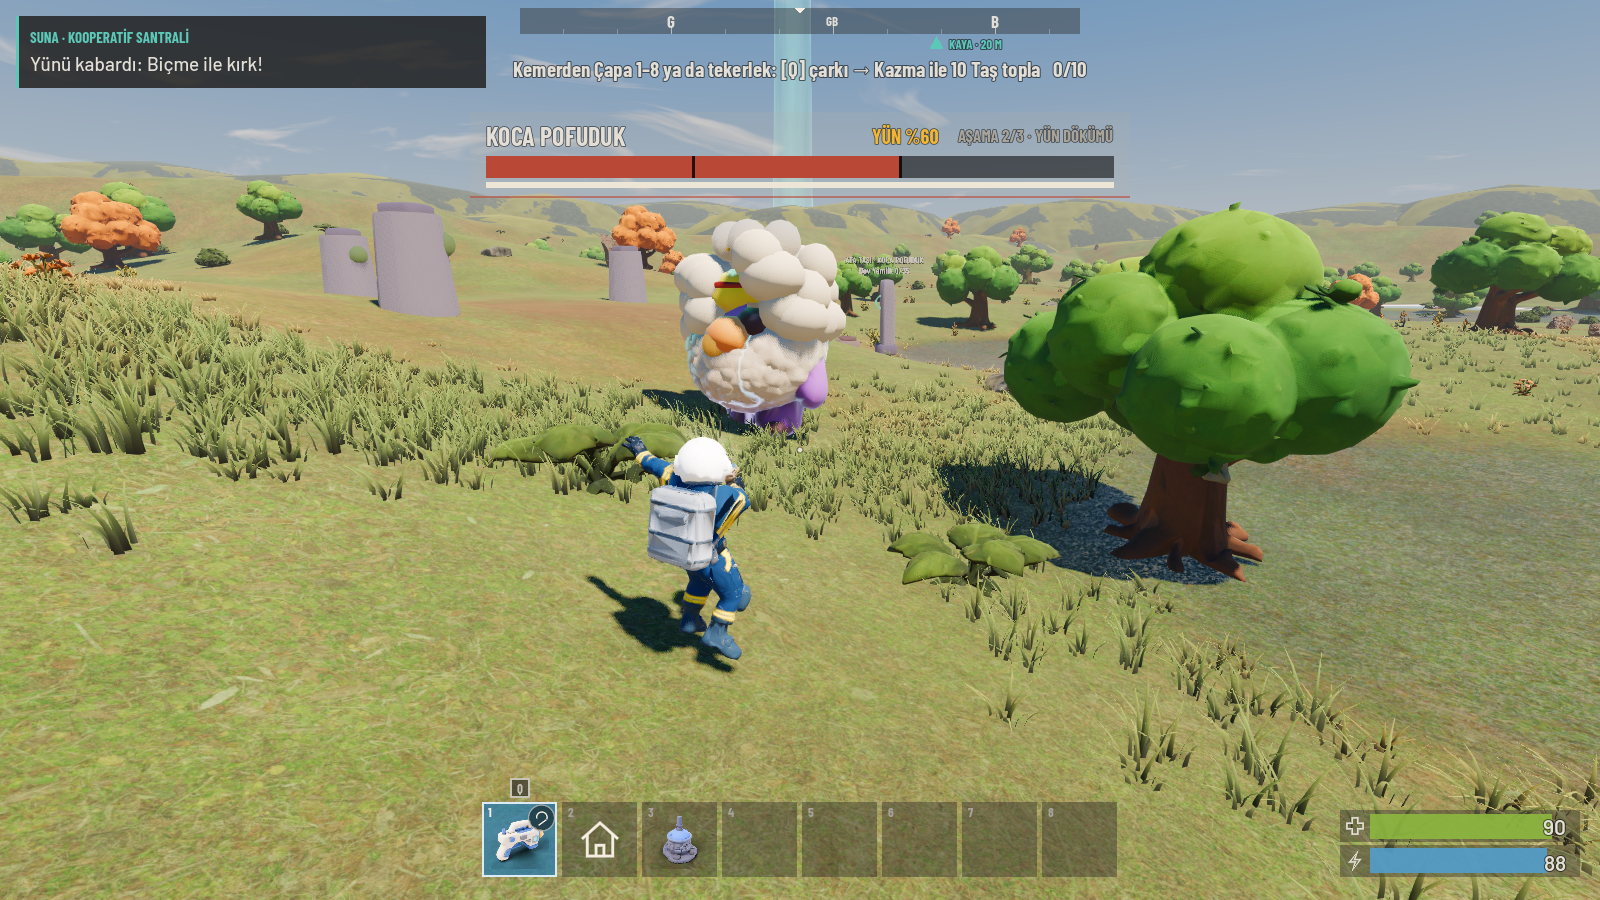 SUNA · KOOPERATİF SANTRALİ
Yünü kabardı: Biçme ile kırk!
G
GB
B
KAYA · 20 M
Kemerden Çapa 1-8 ya da tekerlek: [Q] çarkı → Kazma ile 10 Taş topla 0/10
KOCA POFUDUK
YÜN %60
AŞAMA 2/3 · YÜN DÖKÜMÜ
Q
1
2
3
4
5
6
7
8
90
88